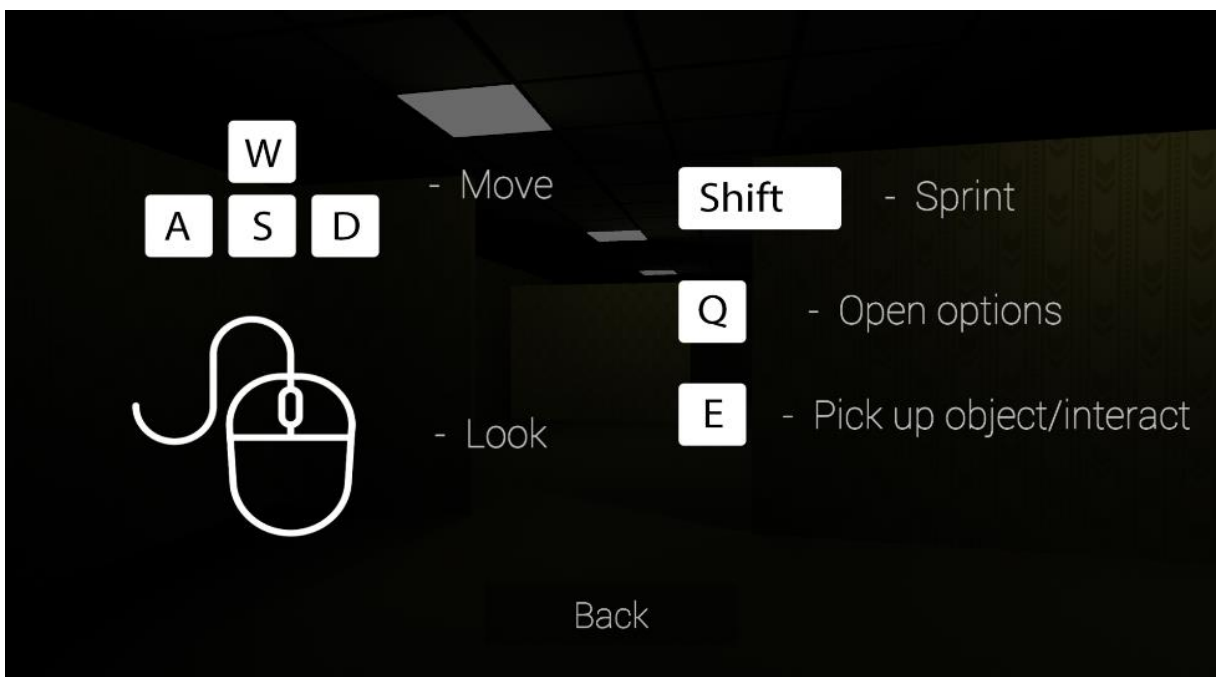 W
A S D
- Move
- Look
Shift - Sprint
Q - Open options
E - Pick up object/interact
Back